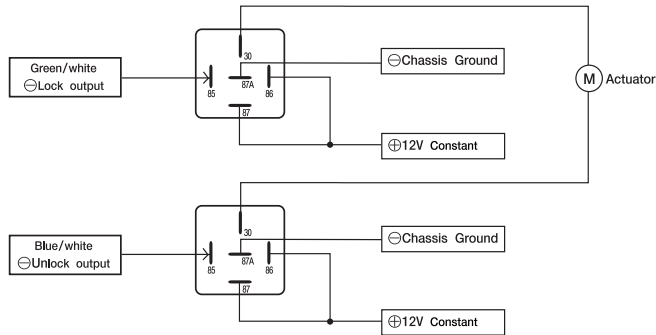 30
Green/white
⊖Lock output
85
87A
86
87
⊖Chassis Ground
M Actuator
⊕12V Constant
30
Blue/white
⊖Unlock output
85
87A
86
87
⊖Chassis Ground
⊕12V Constant